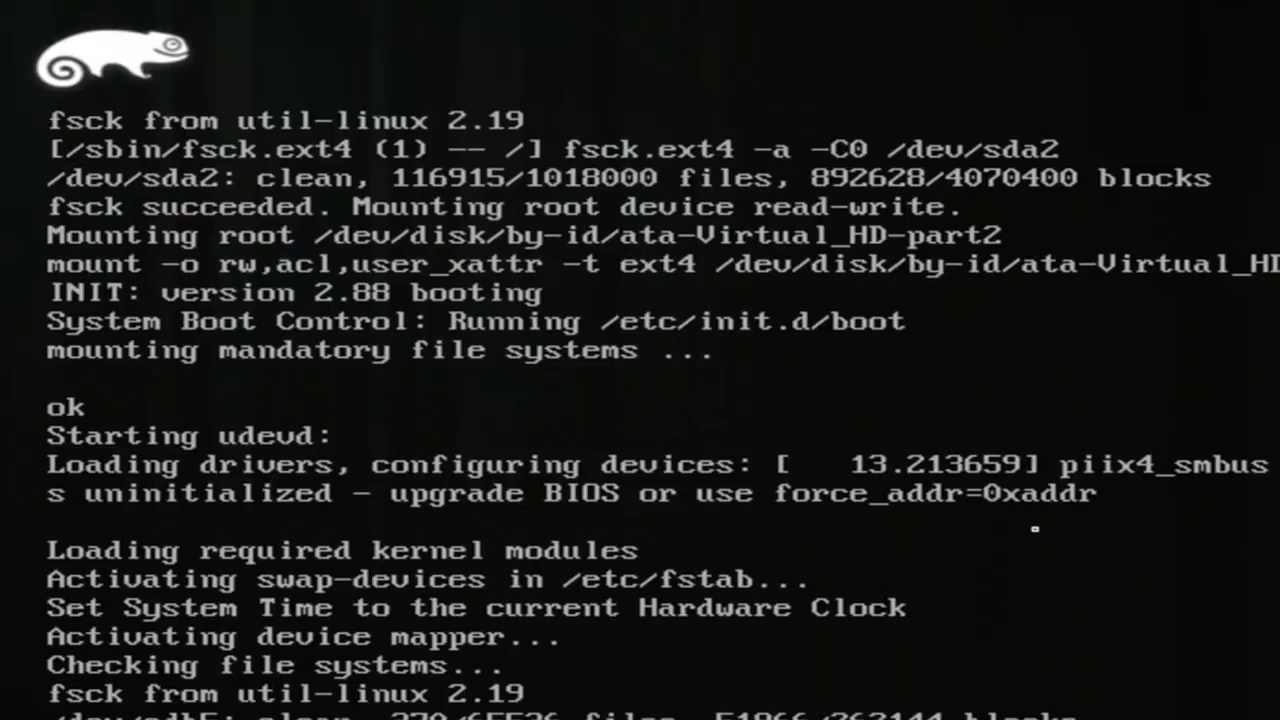 fsck from util-linux 2.19
[/sbin/fsck.ext4 (1) -- /] fsck.ext4 -a -C0 /dev/sda2
/dev/sda2: clean, 116915/1018000 files, 892628/4070400 blocks
fsck succeeded. Mounting root device read-write.
Mounting root /dev/disk/by-id/ata-Virtual_HD-part2
mount -o rw,acl,user_xattr -t ext4 /dev/disk/by-id/ata-Virtual_HD
INIT: version 2.88 booting
System Boot Control: Running /etc/init.d/boot
mounting mandatory file systems ...
ok
Starting udevd:
Loading drivers, configuring devices: [    13.213659] piix4_smbus
s uninitialized - upgrade BIOS or use force_addr=0xaddr
Loading required kernel modules
Activating swap-devices in /etc/fstab...
Set System Time to the current Hardware Clock
Activating device mapper...
Checking file systems...
fsck from util-linux 2.19
clean, files, blocks